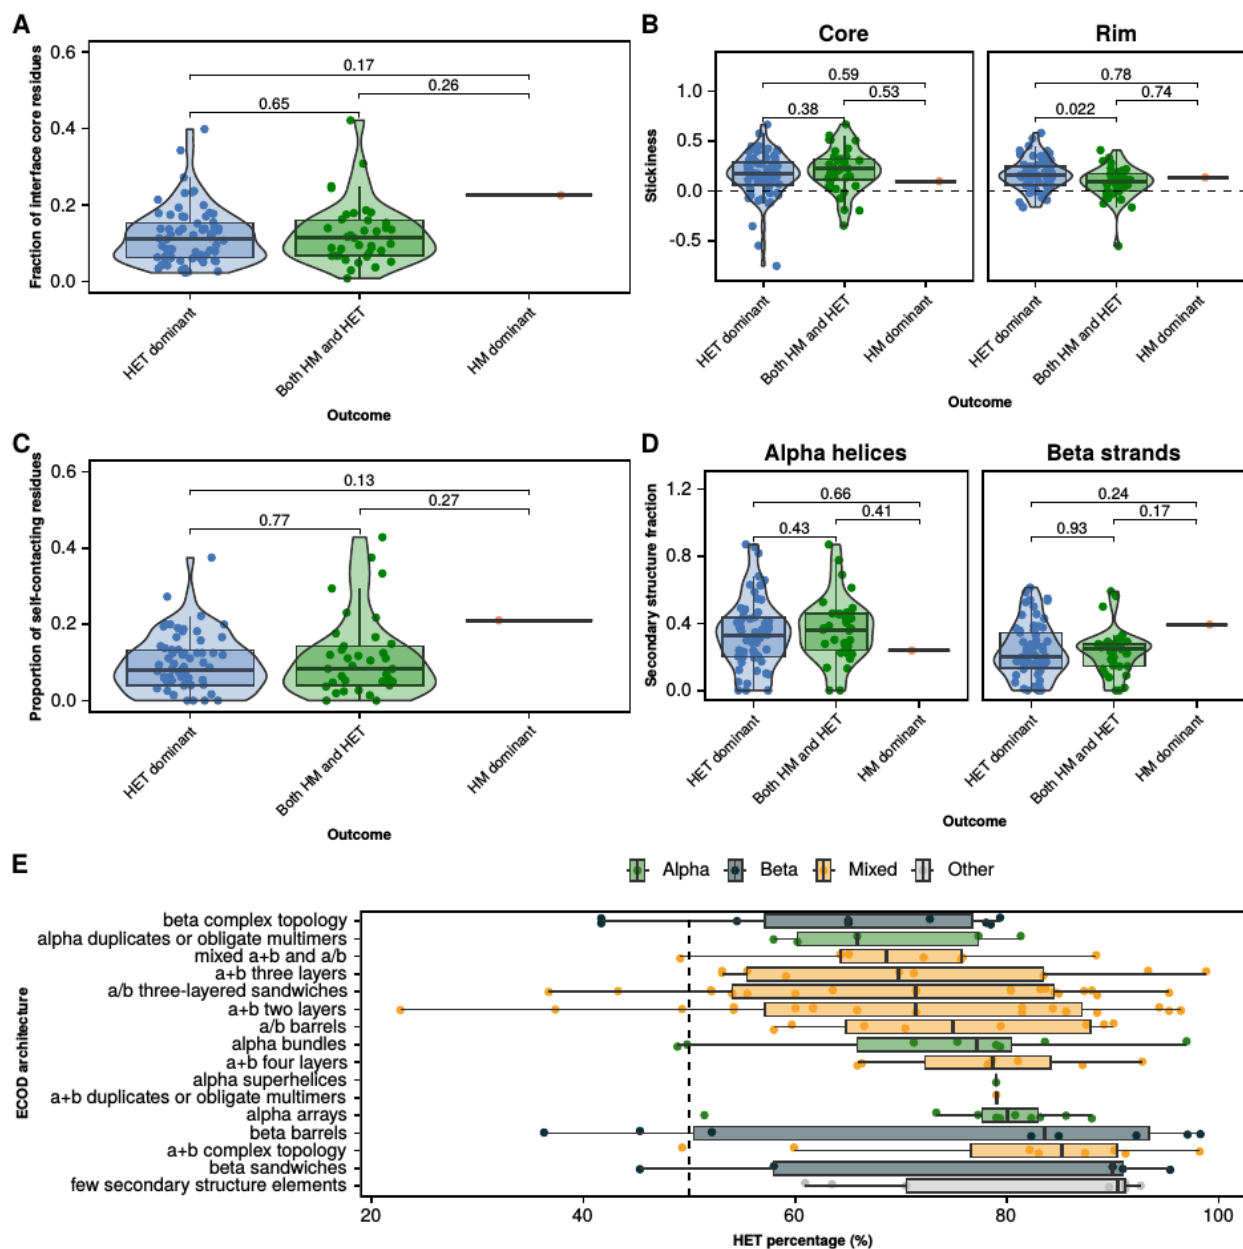 A
Fraction of interface core residues
0.6
0.4
0.2
0.0
0.17
0.26
0.65
HET dominant
Both HM and HET
HM dominant
Outcome
B
Core
Rim
Stickiness
1.0
0.5
0.0
-0.5
0.59
0.53
0.38
0.78
0.74
0.022
HET dominant
Both HM and HET
HM dominant
HET dominant
Both HM and HET
HM dominant
Outcome
C
Proportion of self-contacting residues
0.6
0.4
0.2
0.0
0.13
0.27
0.77
HET dominant
Both HM and HET
HM dominant
Outcome
D
Alpha helices
Beta strands
Secondary structure fraction
1.2
0.8
0.4
0.0
0.66
0.41
0.43
0.24
0.17
0.93
HET dominant
Both HM and HET
HM dominant
HET dominant
Both HM and HET
HM dominant
Outcome
E
Alpha
Beta
Mixed
Other
ECOD architecture
beta complex topology
alpha duplicates or obligate multimers
mixed a+b and a/b
a+b three layers
a/b three-layered sandwiches
a+b two layers
a/b barrels
alpha bundles
a+b four layers
alpha superhelices
a+b duplicates or obligate multimers
alpha arrays
beta barrels
a+b complex topology
beta sandwiches
few secondary structure elements
20
40
60
80
100
HET percentage (%)